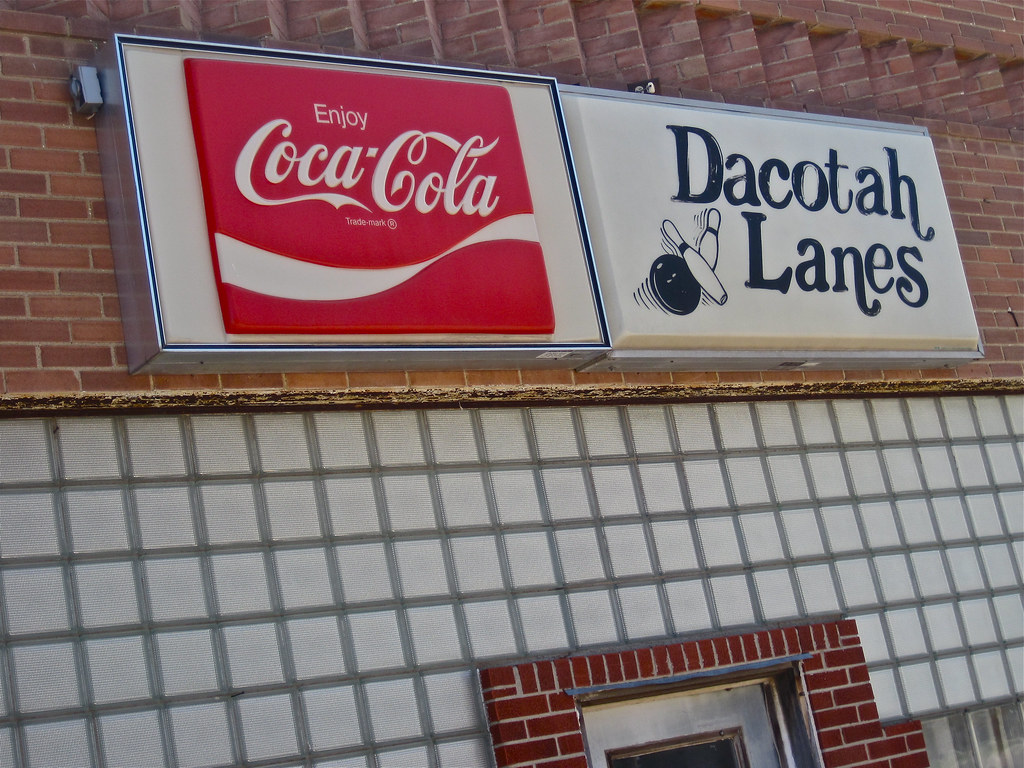 Enjoy
Coca-Cola
Trade-mark ®
Dacotah
Lanes